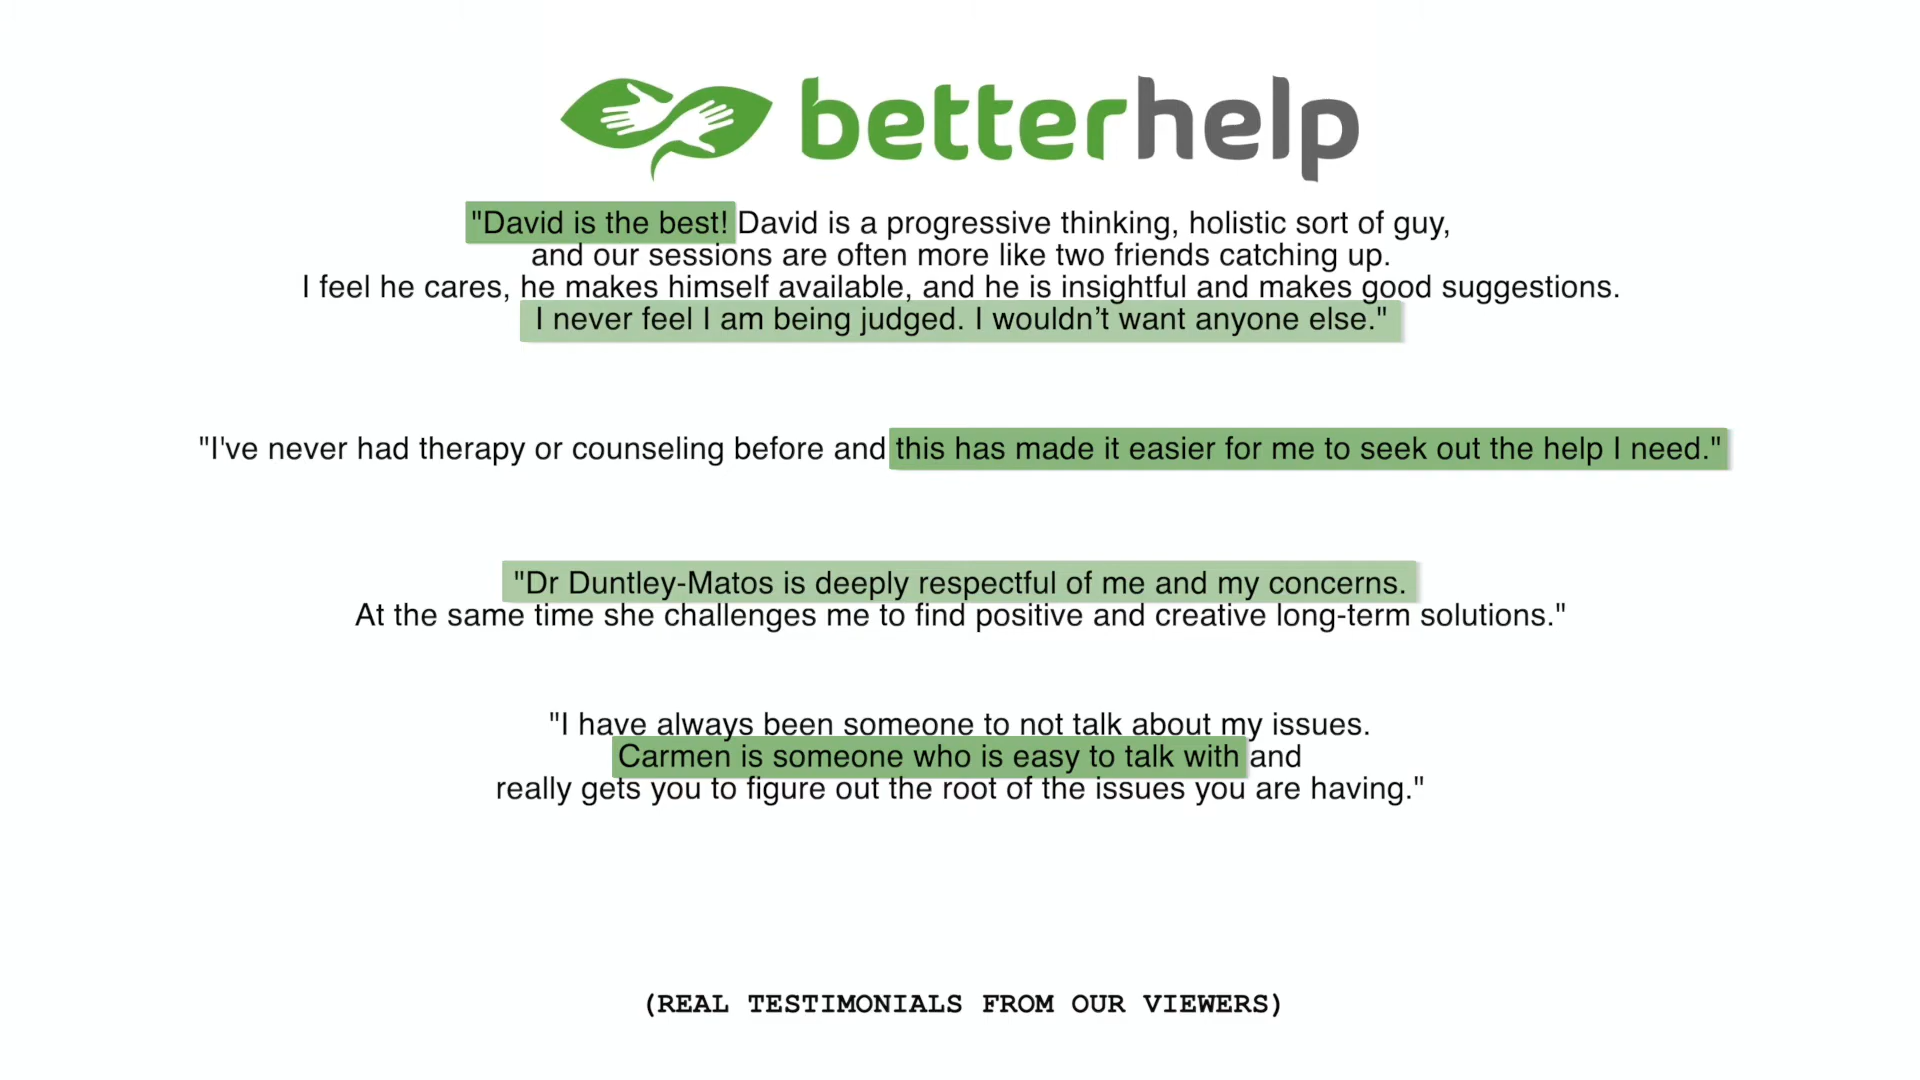 betterhelp
"David is the best! David is a progressive thinking, holistic sort of guy,
and our sessions are often more like two friends catching up.
I feel he cares, he makes himself available, and he is insightful and makes good suggestions.
I never feel I am being judged. I wouldn’t want anyone else."
"I've never had therapy or counseling before and this has made it easier for me to seek out the help I need."
"Dr Duntley-Matos is deeply respectful of me and my concerns.
At the same time she challenges me to find positive and creative long-term solutions."
"I have always been someone to not talk about my issues.
Carmen is someone who is easy to talk with and
really gets you to figure out the root of the issues you are having."
(REAL TESTIMONIALS FROM OUR VIEWERS)